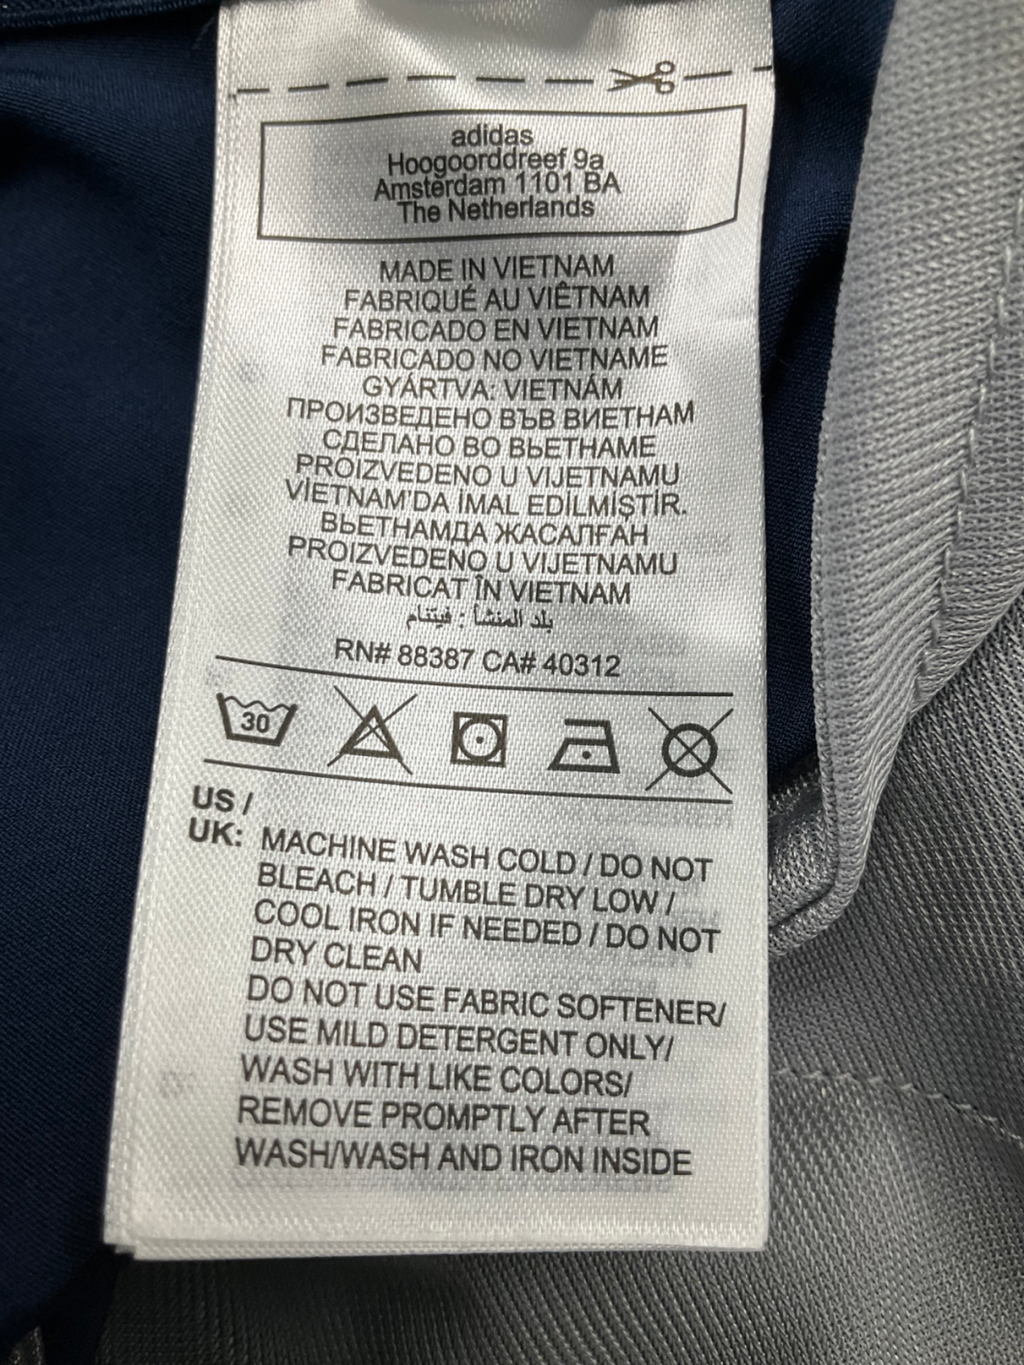 adidas
Hoogoorddreef 9a
Amsterdam 1101 BA
The Netherlands
MADE IN VIETNAM
FABRIQUÉ AU VIÊTNAM
FABRICADO EN VIETNAM
FABRICADO NO VIETNAME
GYÁRTVA: VIETNÁM
ПРОИЗВЕДЕНО ВЪВ ВИЕТНАМ
СДЕЛАНО ВО ВЬЕТНАМЕ
PROIZVEDENO U VIJETNAMU
VİETNAM'DA İMAL EDİLMİŞTİR.
ВЬЕТНАМДА ЖАСАЛҒАН
PROIZVEDENO U VIJETNAMU
FABRICAT ÎN VIETNAM
بلد المنشأ : فيتنام
RN# 88387 CA# 40312
30
US /
UK: MACHINE WASH COLD / DO NOT
BLEACH / TUMBLE DRY LOW /
COOL IRON IF NEEDED / DO NOT
DRY CLEAN
DO NOT USE FABRIC SOFTENER/
USE MILD DETERGENT ONLY/
WASH WITH LIKE COLORS/
REMOVE PROMPTLY AFTER
WASH/WASH AND IRON INSIDE